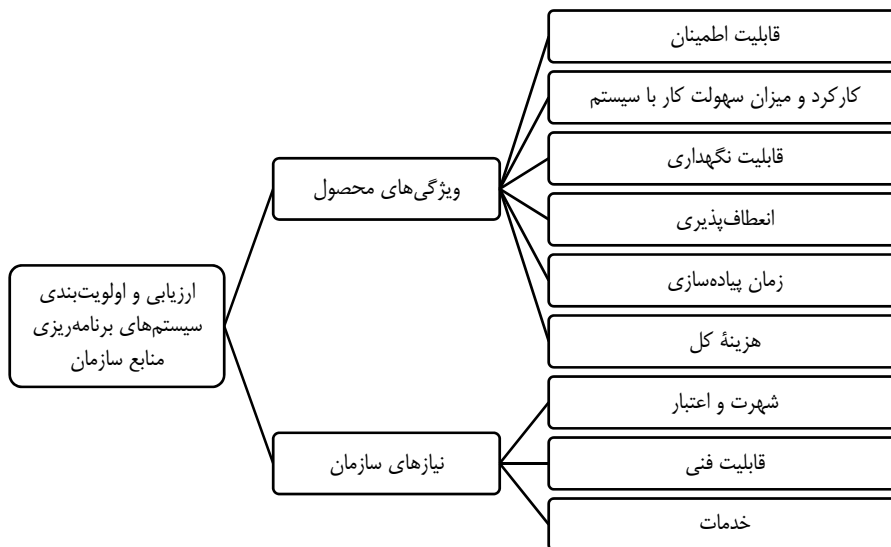 ارزیابی و اولویت‌بندی
سیستم‌های برنامه‌ریزی
منابع سازمان
ویژگی‌های محصول
قابلیت اطمینان
کارکرد و میزان سهولت کار با سیستم
قابلیت نگهداری
انعطاف‌پذیری
زمان پیاده‌سازی
هزینهٔ کل
نیازهای سازمان
شهرت و اعتبار
قابلیت فنی
خدمات